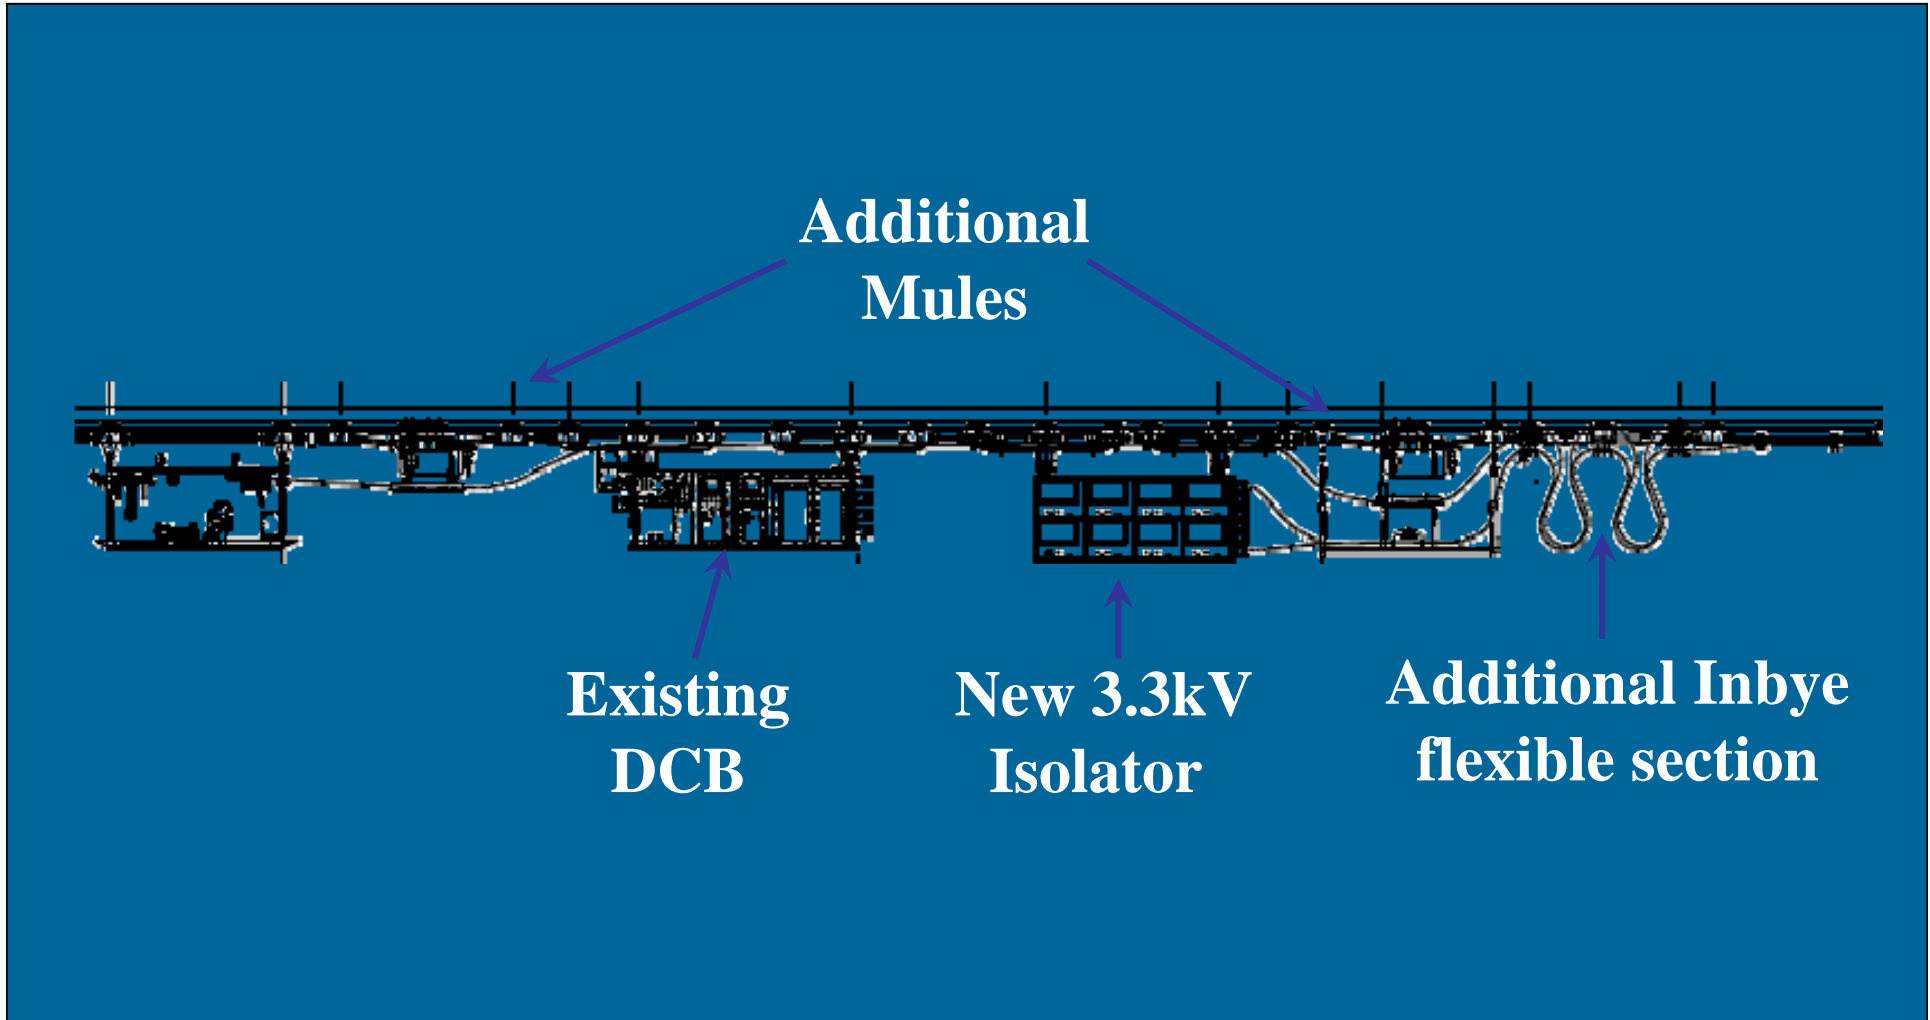 Additional
Mules
Existing
DCB
New 3.3kV
Isolator
Additional Inbye
flexible section